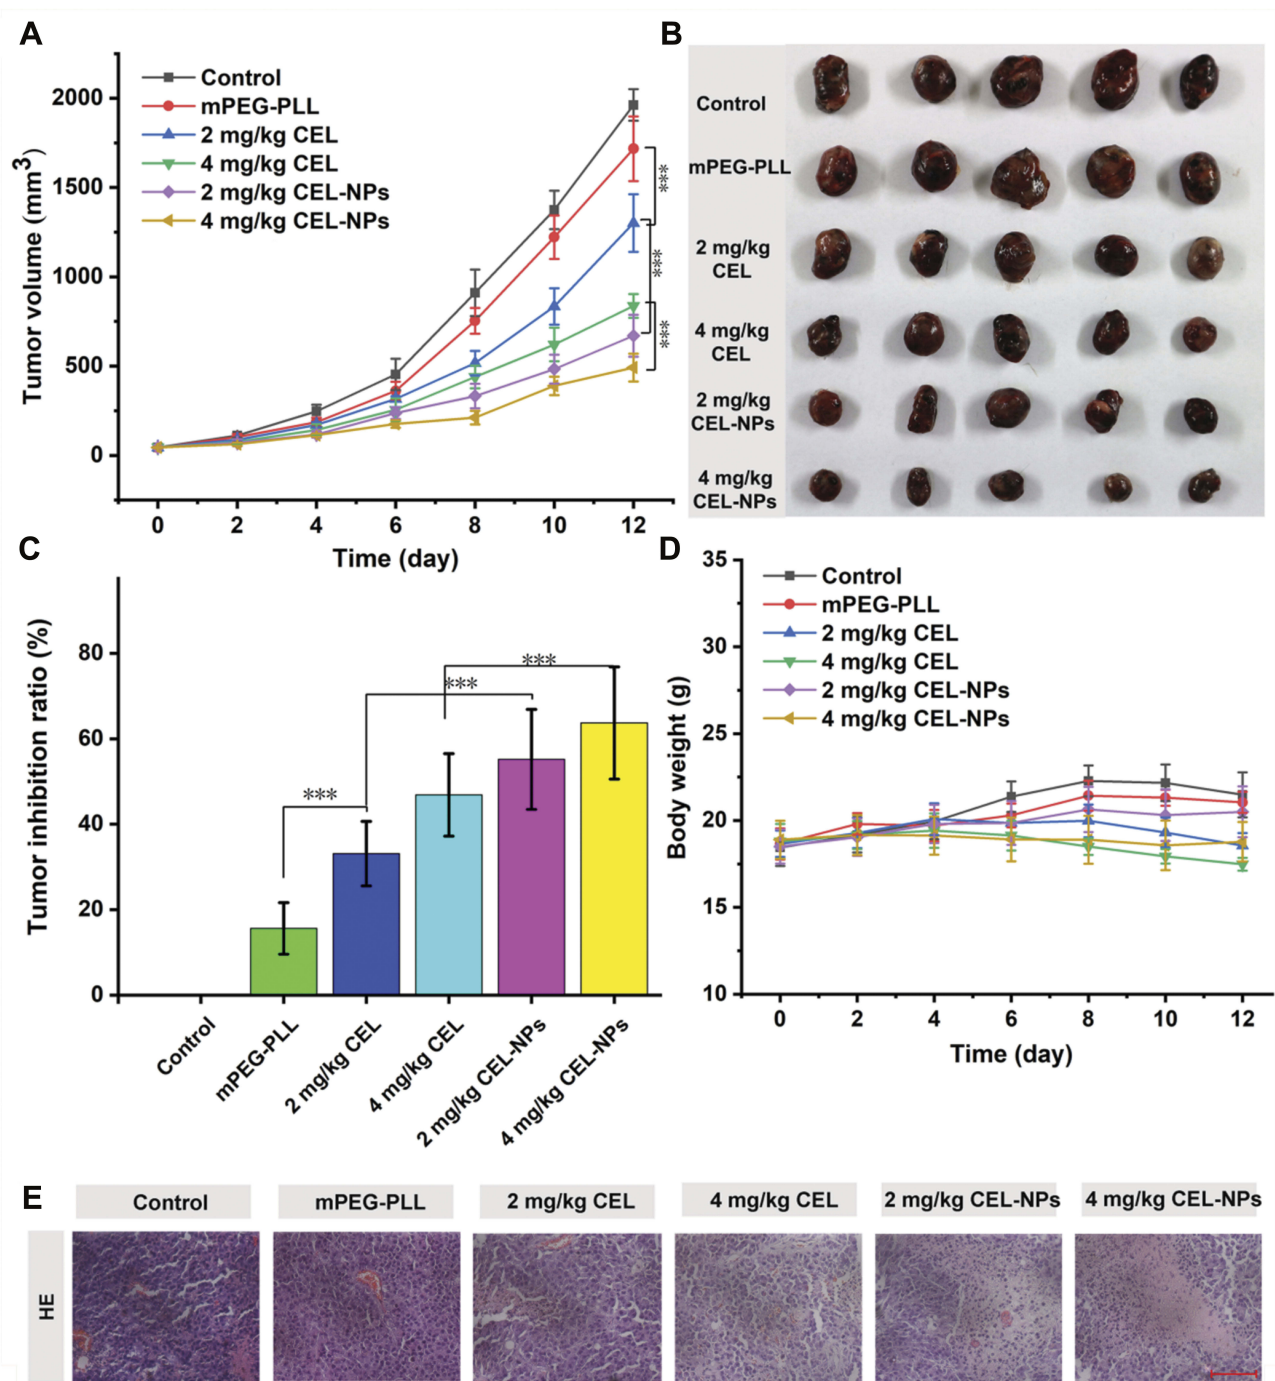 A
Tumor volume (mm3)
2000
1500
1000
500
0
Control
mPEG-PLL
2 mg/kg CEL
4 mg/kg CEL
2 mg/kg CEL-NPs
4 mg/kg CEL-NPs
***
***
***
0 2 4 6 8 10 12
Time (day)
B
Control
mPEG-PLL
2 mg/kg
CEL
4 mg/kg
CEL
2 mg/kg
CEL-NPs
4 mg/kg
CEL-NPs
C
Tumor inhibition ratio (%)
80
60
40
20
0
***
***
***
Control
mPEG-PLL
2 mg/kg CEL
4 mg/kg CEL
2 mg/kg CEL-NPs
4 mg/kg CEL-NPs
D
Body weight (g)
35
30
25
20
15
10
Control
mPEG-PLL
2 mg/kg CEL
4 mg/kg CEL
2 mg/kg CEL-NPs
4 mg/kg CEL-NPs
0 2 4 6 8 10 12
Time (day)
E
Control mPEG-PLL 2 mg/kg CEL 4 mg/kg CEL 2 mg/kg CEL-NPs 4 mg/kg CEL-NPs
HE